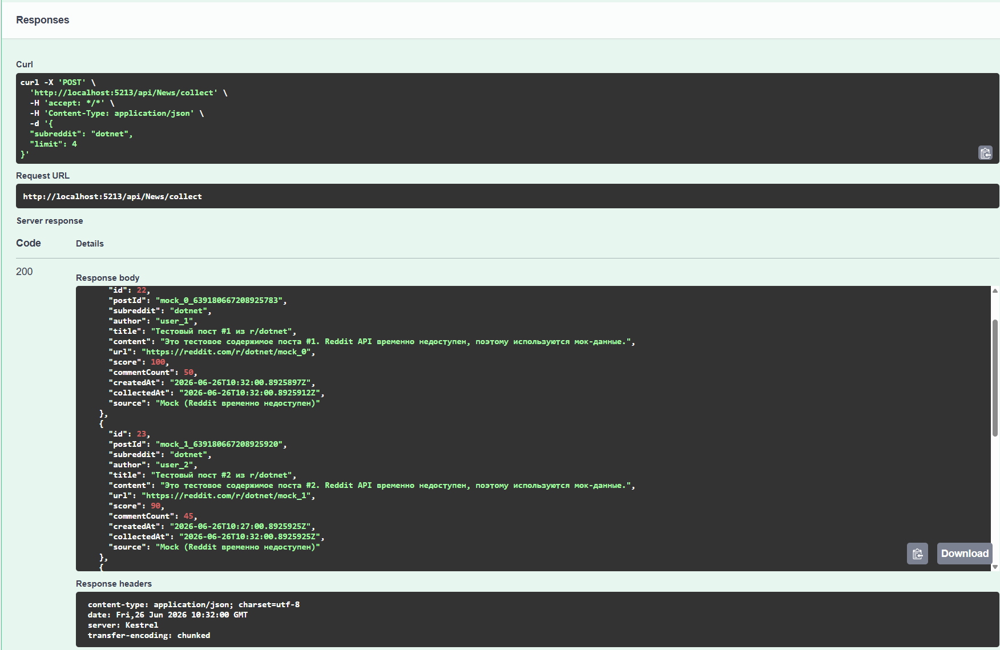 Responses
Curl
curl -X 'POST' \
  'http://localhost:5213/api/News/collect' \
  -H 'accept: */*' \
  -H 'Content-Type: application/json' \
  -d '{
  "subreddit": "dotnet",
  "limit": 4
}'
Request URL
http://localhost:5213/api/News/collect
Server response
Code Details
200
Response body
"id": 22,
"postId": "mock_0_639180667208925783",
"subreddit": "dotnet",
"author": "user_1",
"title": "Тестовый пост #1 из r/dotnet",
"content": "Это тестовое содержимое поста #1. Reddit API временно недоступен, поэтому используются мок-данные.",
"url": "https://reddit.com/r/dotnet/mock_0",
"score": 100,
"commentCount": 50,
"createdAt": "2026-06-26T10:32:00.8925897Z",
"collectedAt": "2026-06-26T10:32:00.8925912Z",
"source": "Mock (Reddit временно недоступен)"
},
{
"id": 23,
"postId": "mock_1_639180667208925920",
"subreddit": "dotnet",
"author": "user_2",
"title": "Тестовый пост #2 из r/dotnet",
"content": "Это тестовое содержимое поста #2. Reddit API временно недоступен, поэтому используются мок-данные.",
"url": "https://reddit.com/r/dotnet/mock_1",
"score": 90,
"commentCount": 45,
"createdAt": "2026-06-26T10:27:00.8925925Z",
"collectedAt": "2026-06-26T10:32:00.8925925Z",
"source": "Mock (Reddit временно недоступен)"
},
{
Download
Response headers
content-type: application/json; charset=utf-8
date: Fri,26 Jun 2026 10:32:00 GMT
server: Kestrel
transfer-encoding: chunked